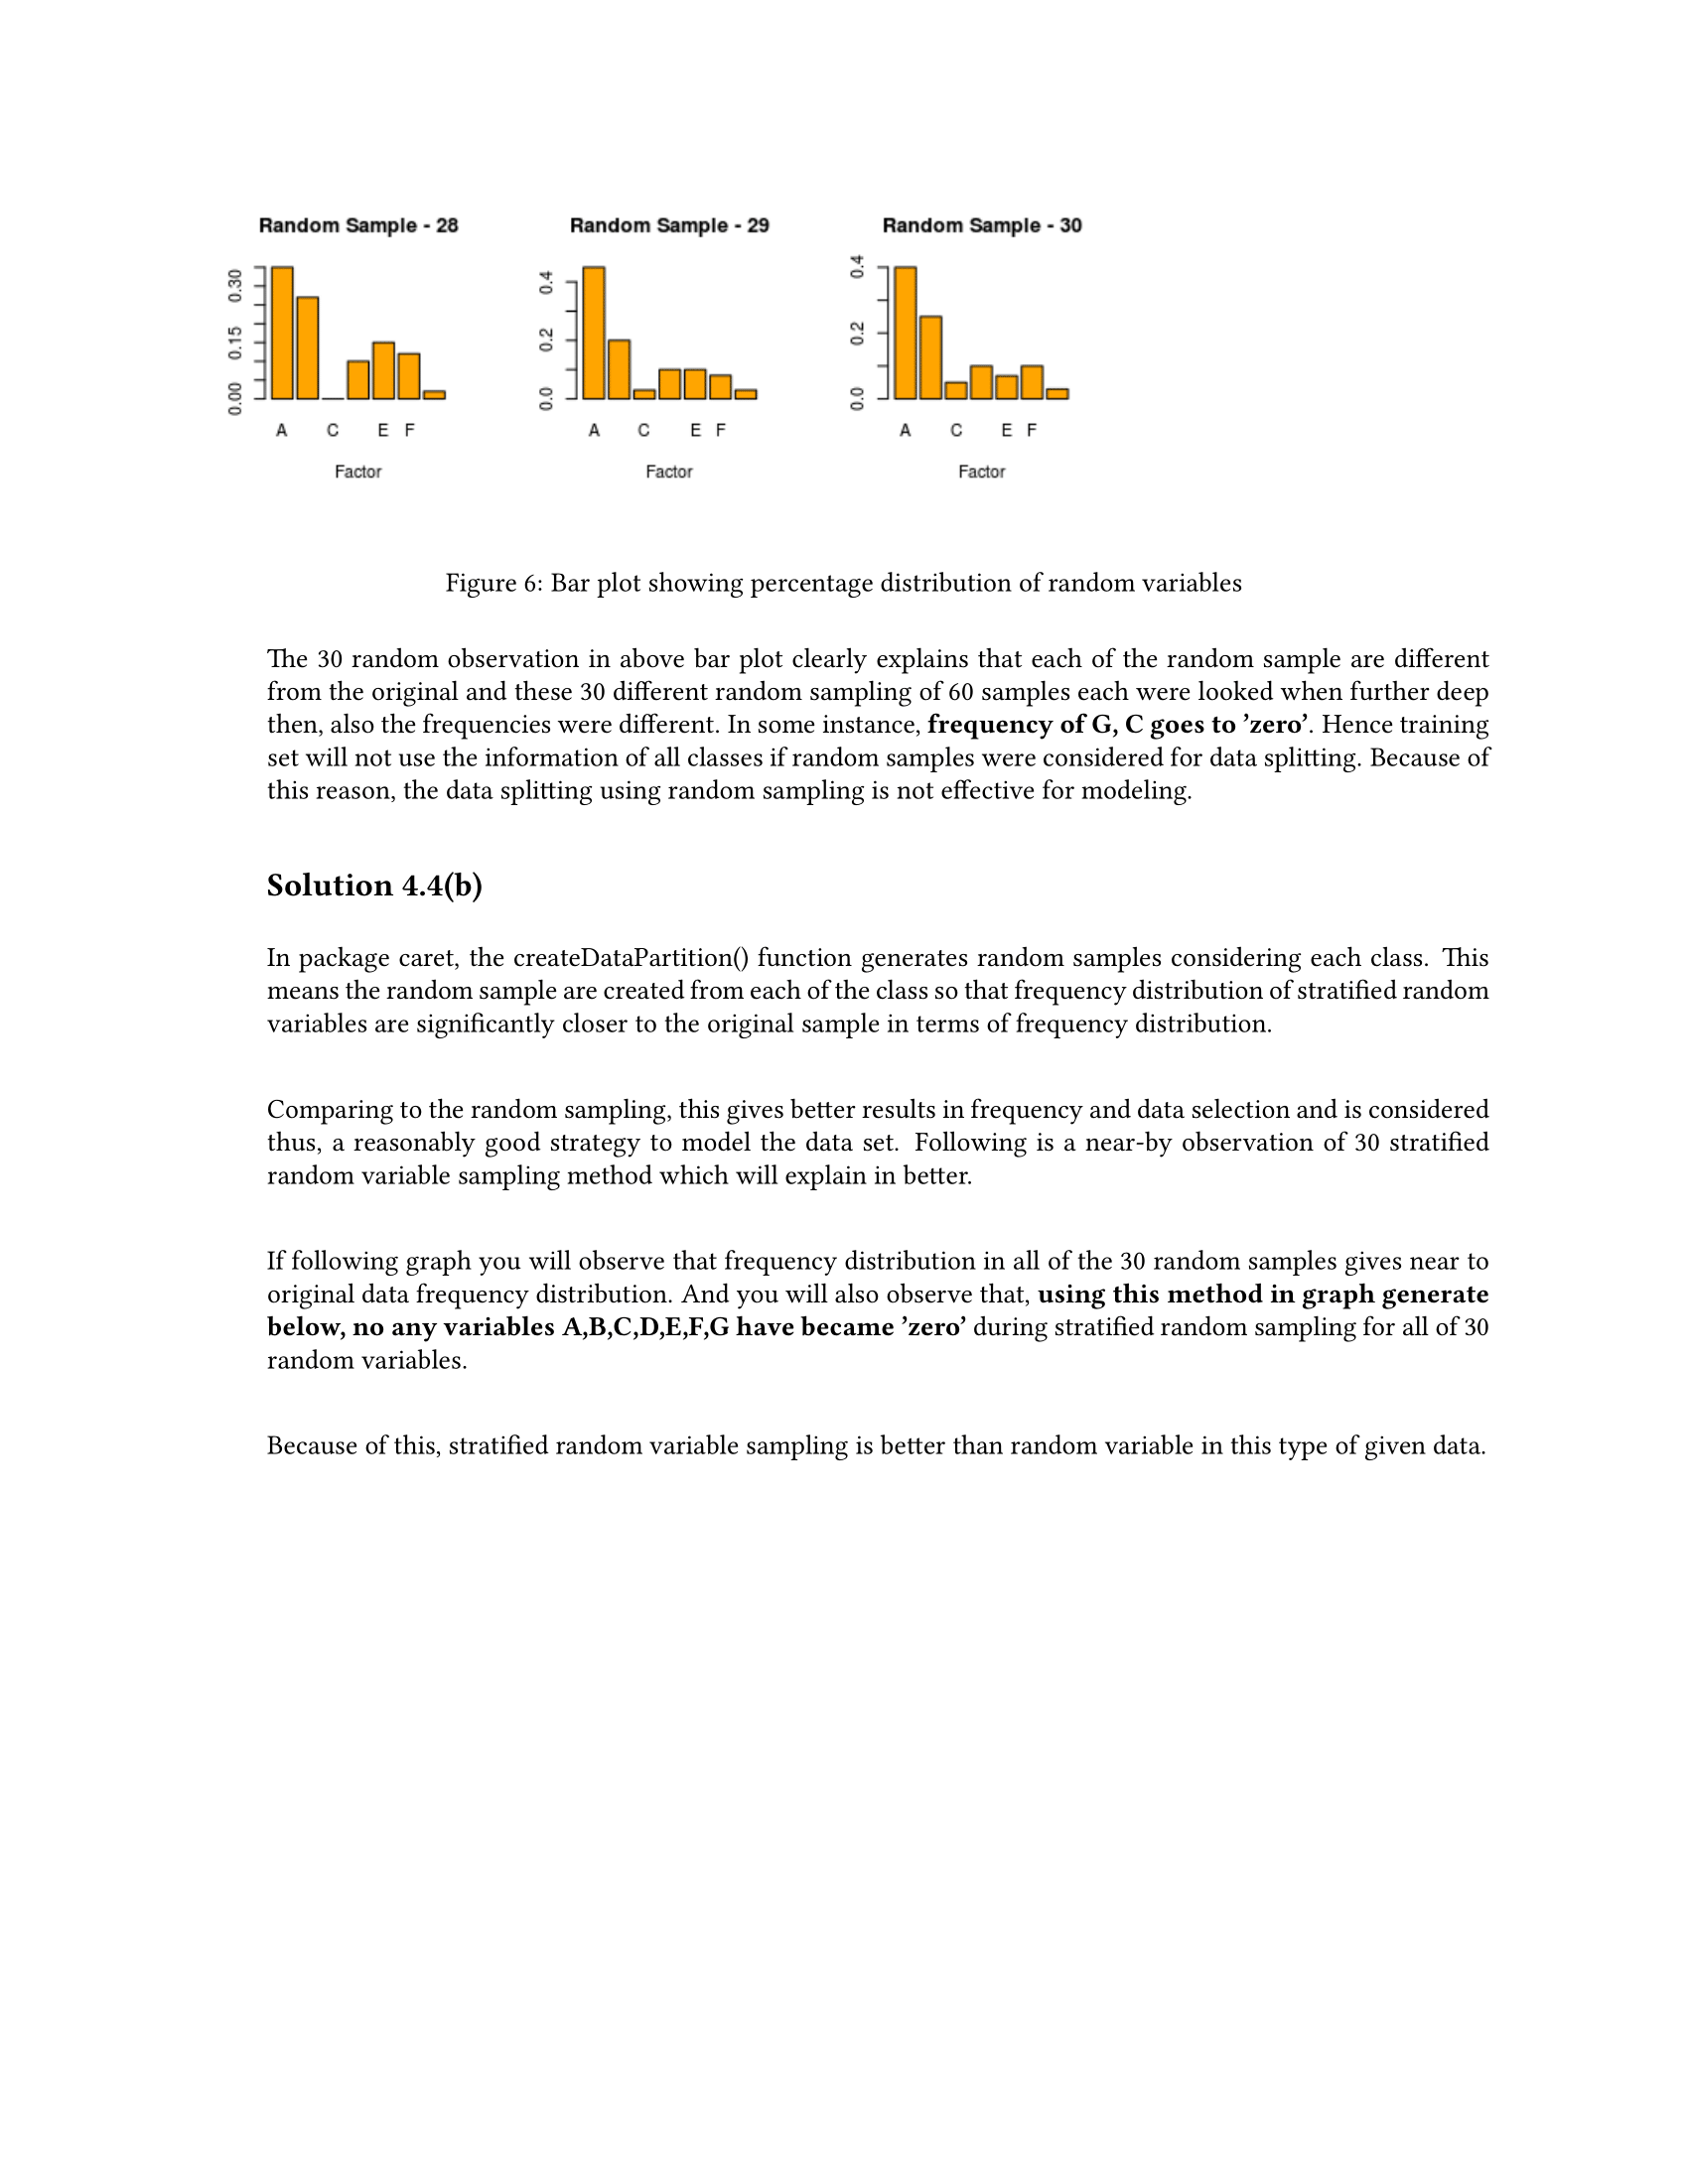 Random Sample - 28 Random Sample - 29 Random Sample - 30
0.00 0.15 0.30
A C E F
Factor
0.0 0.2 0.4
A C E F
Factor
0.0 0.2 0.4
A C E F
Factor
Figure 6: Bar plot showing percentage distribution of random variables
The 30 random observation in above bar plot clearly explains that each of the random sample are different
from the original and these 30 different random sampling of 60 samples each were looked when further deep
then, also the frequencies were different. In some instance, frequency of G, C goes to ’zero’. Hence training
set will not use the information of all classes if random samples were considered for data splitting. Because of
this reason, the data splitting using random sampling is not effective for modeling.
Solution 4.4(b)
In package caret, the createDataPartition() function generates random samples considering each class. This
means the random sample are created from each of the class so that frequency distribution of stratified random
variables are significantly closer to the original sample in terms of frequency distribution.
Comparing to the random sampling, this gives better results in frequency and data selection and is considered
thus, a reasonably good strategy to model the data set. Following is a near-by observation of 30 stratified
random variable sampling method which will explain in better.
If following graph you will observe that frequency distribution in all of the 30 random samples gives near to
original data frequency distribution. And you will also observe that, using this method in graph generate
below, no any variables A,B,C,D,E,F,G have became ’zero’ during stratified random sampling for all of 30
random variables.
Because of this, stratified random variable sampling is better than random variable in this type of given data.